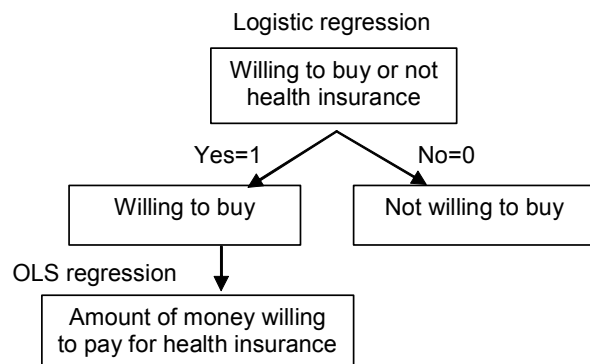 Logistic regression
Willing to buy or not
health insurance
Yes=1
No=0
Willing to buy
Not willing to buy
OLS regression
Amount of money willing
to pay for health insurance